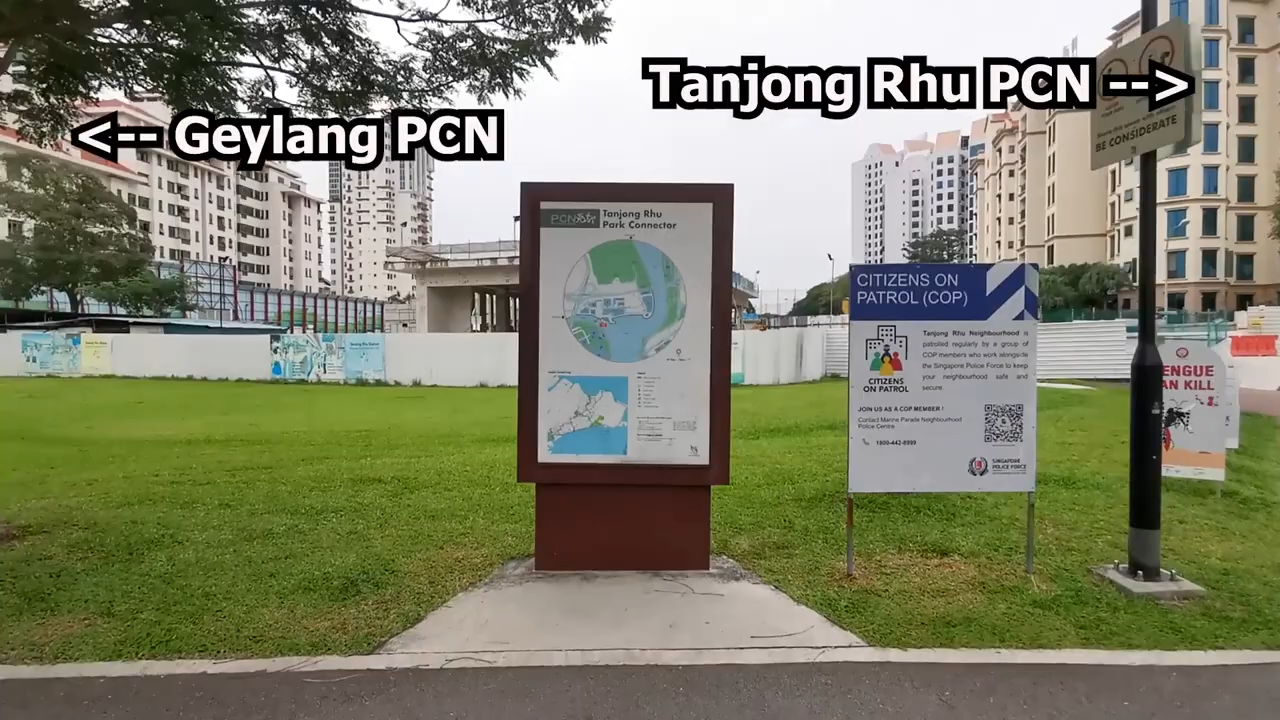 Tanjong Rhu PCN -->
<-- Geylang PCN
BE CONSIDERATE
PCN
Tanjong Rhu
Park Connector
CITIZENS ON
PATROL (COP)
Tanjong Rhu Neighbourhood is
patrolled regularly by a group of
COP members who work alongside
the Singapore Police Force to keep
your neighbourhood safe and
secure.
CITIZENS
ON PATROL
JOIN US AS A COP MEMBER !
Contact Marine Parade Neighbourhood
Police Centre
1800-442-8999
SINGAPORE
POLICE FORCE
ENGUE
AN KILL